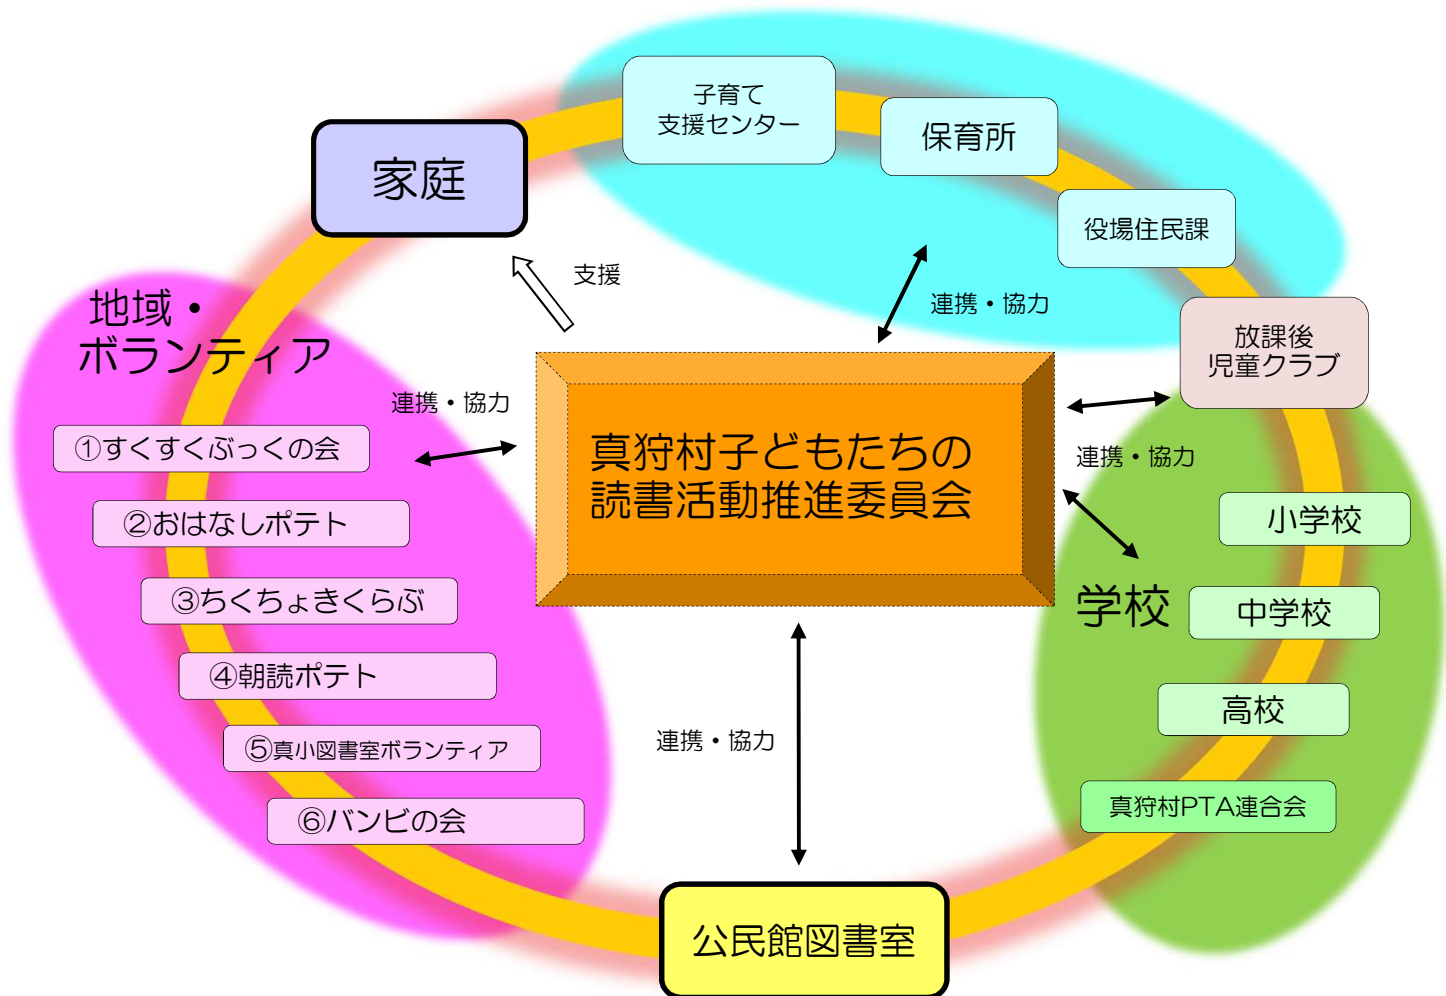 子育て
支援センター
保育所
家庭
役場住民課
支援
連携・協力
地域・
ボランティア
放課後
児童クラブ
連携・協力
①すくすくぶっくの会
②おはなしポテト
③ちくちょきくらぶ
④朝読ポテト
⑤真小図書室ボランティア
⑥バンビの会
真狩村子どもたちの
読書活動推進委員会
連携・協力
学校
小学校
中学校
高校
真狩村PTA連合会
連携・協力
公民館図書室